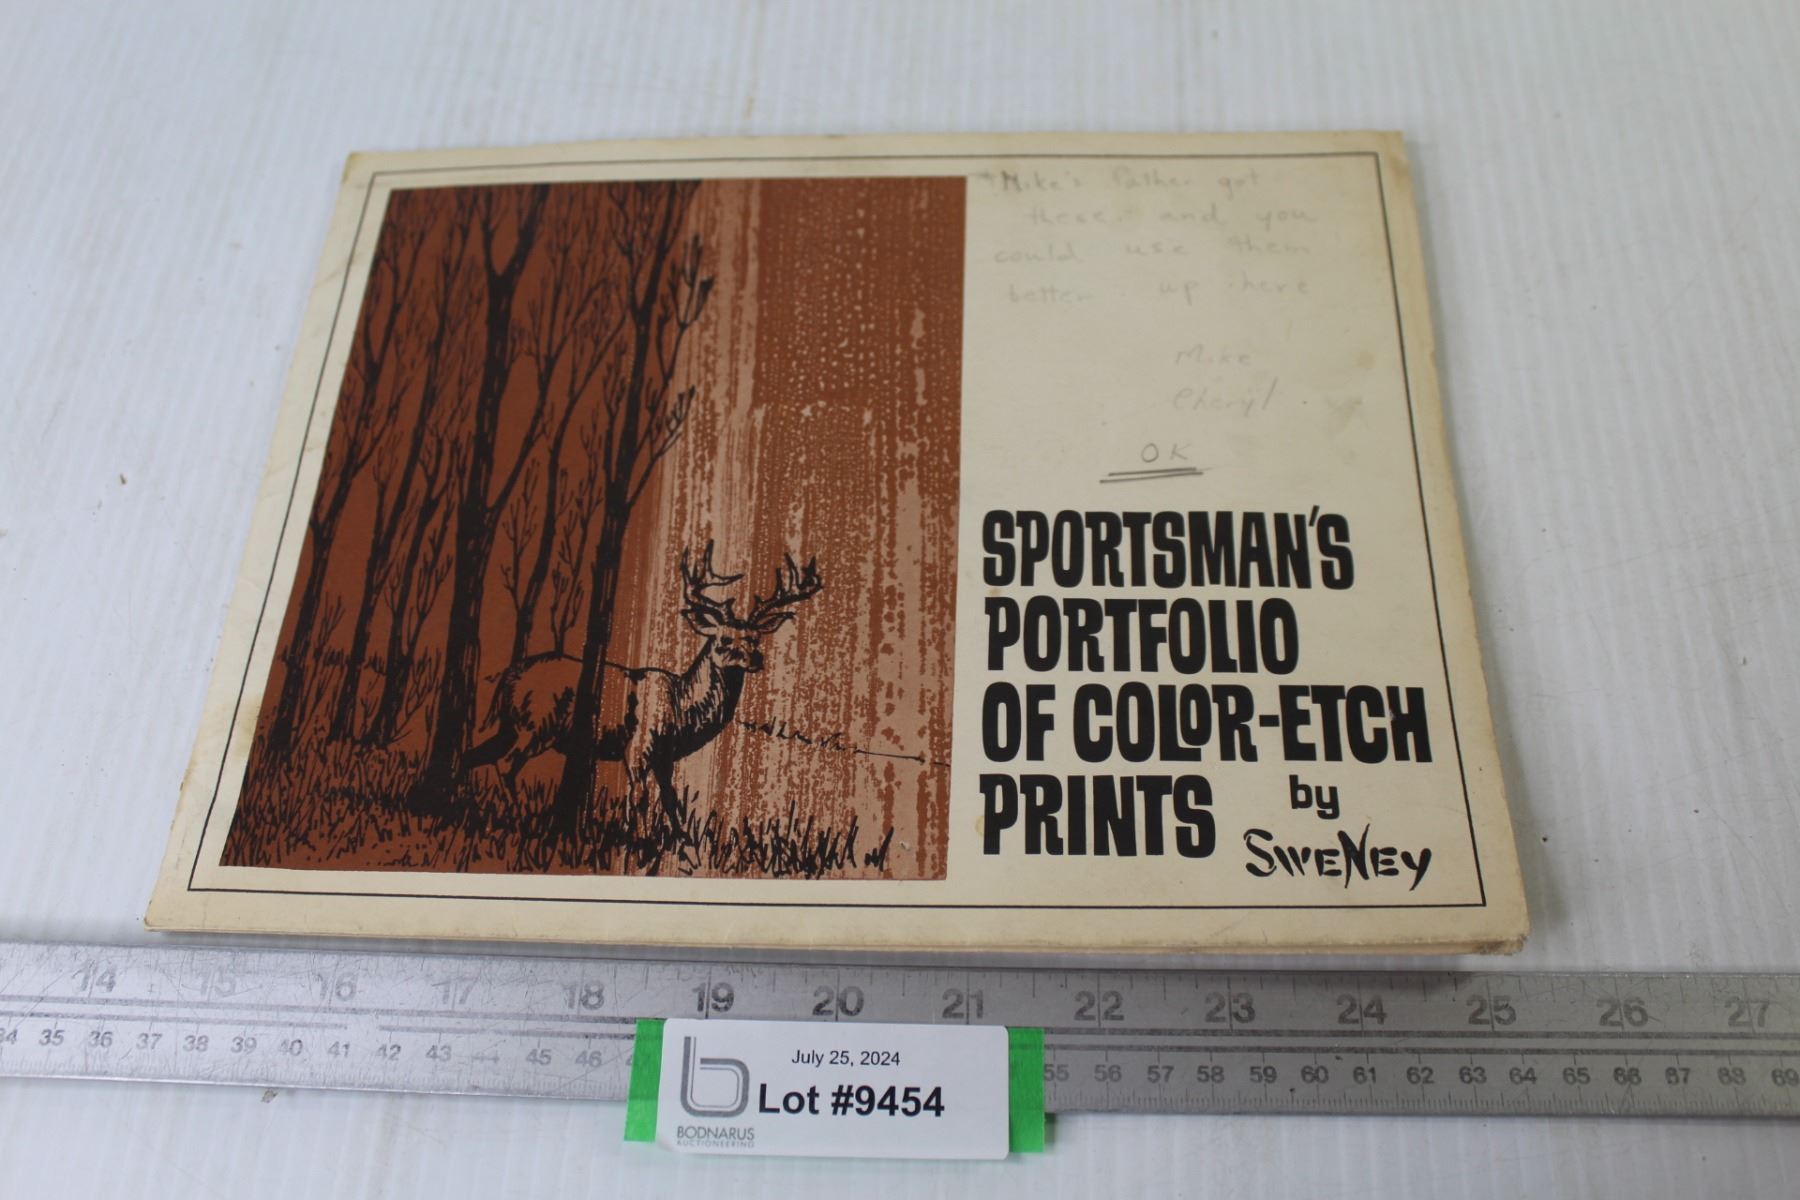 Mike's Father got
these and you
could use them
better up here
Mike
Cheryl
OK
SPORTSMAN'S
PORTFOLIO
OF COLOR-ETCH
PRINTS by
SWENEY
14 15 16 17 18 19 20 21 22 23 24 25 26 27
34 35 36 37 38 39 40 41 42 43 44 45 46 55 56 57 58 59 60 61 62 63 64 65 66 67 68 69
July 25, 2024
Lot #9454
BODNARUS
AUCTIONEERING